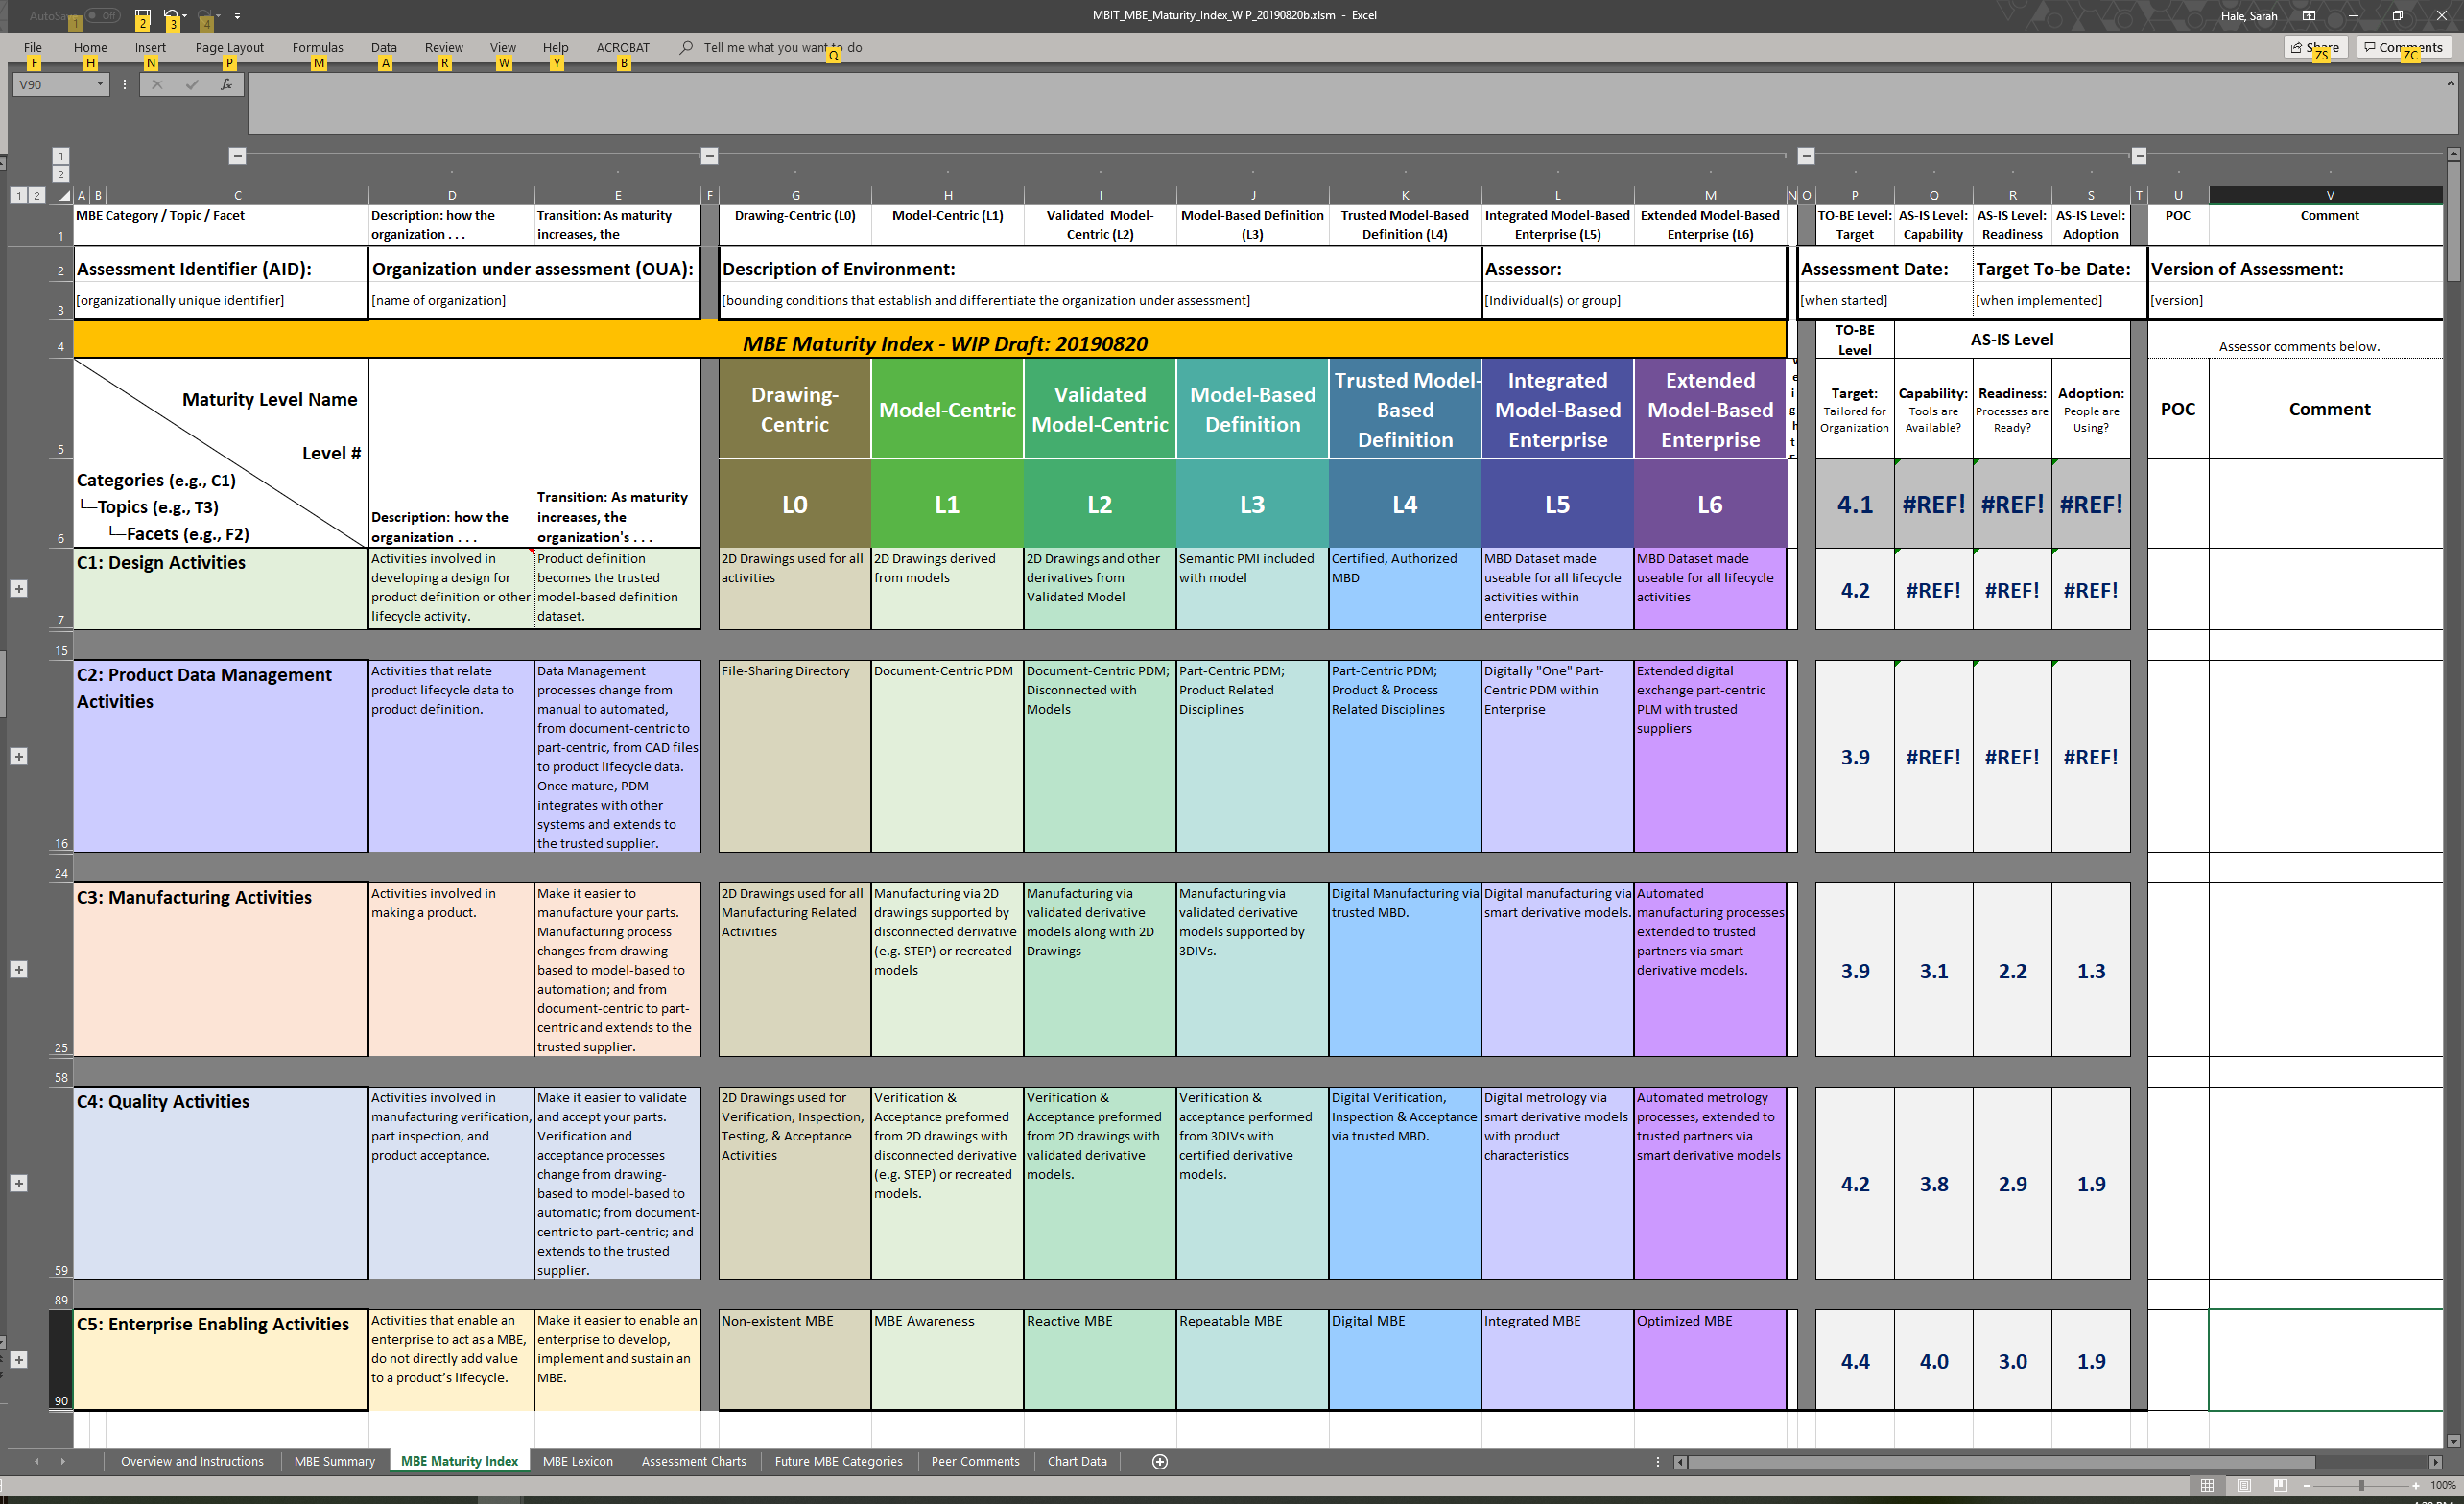 AutoSave Off
MBIT_MBE_Maturity_Index_WIP_20190820b.xlsm - Excel
Hale, Sarah
1 2 3 4
File Home Insert Page Layout Formulas Data Review View Help ACROBAT Tell me what you want to do Share Comments
F H N P M A R W Y B Q ZS ZC
V90
fx
1
2
1 2 A B C D E F G H I J K L M N O P Q R S T U V
1
MBE Category / Topic / Facet
Description: how the
organization . . .
Transition: As maturity
increases, the
Drawing-Centric (L0)
Model-Centric (L1)
Validated Model-
Centric (L2)
Model-Based Definition
(L3)
Trusted Model-Based
Definition (L4)
Integrated Model-Based
Enterprise (L5)
Extended Model-Based
Enterprise (L6)
TO-BE Level:
Target
AS-IS Level:
Capability
AS-IS Level:
Readiness
AS-IS Level:
Adoption
POC
Comment
2
Assessment Identifier (AID):
Organization under assessment (OUA):
Description of Environment:
Assessor:
Assessment Date:
Target To-be Date:
Version of Assessment:
3
[organizationally unique identifier]
[name of organization]
[bounding conditions that establish and differentiate the organization under assessment]
[Individual(s) or group]
[when started]
[when implemented]
[version]
4
MBE Maturity Index - WIP Draft: 20190820
TO-BE
Level
AS-IS Level
Assessor comments below.
5
Maturity Level Name
Level #
Categories (e.g., C1)
└─Topics (e.g., T3)
└─Facets (e.g., F2)
Description: how the
organization . . .
Transition: As maturity
increases, the
organization's . . .
Drawing-
Centric
Model-Centric
Validated
Model-Centric
Model-Based
Definition
Trusted Model-
Based
Definition
Integrated
Model-Based
Enterprise
Extended
Model-Based
Enterprise
Target:
Tailored for
Organization
Capability:
Tools are
Available?
Readiness:
Processes are
Ready?
Adoption:
People are
Using?
POC
Comment
6
L0 L1 L2 L3 L4 L5 L6
4.1 #REF! #REF! #REF!
7
C1: Design Activities
Activities involved in
developing a design for
product definition or other
lifecycle activity.
Product definition
becomes the trusted
model-based definition
dataset.
2D Drawings used for all
activities
2D Drawings derived
from models
2D Drawings and other
derivatives from
Validated Model
Semantic PMI included
with model
Certified, Authorized
MBD
MBD Dataset made
useable for all lifecycle
activities within
enterprise
MBD Dataset made
useable for all lifecycle
activities
4.2 #REF! #REF! #REF!
15
16
C2: Product Data Management
Activities
Activities that relate
product lifecycle data to
product definition.
Data Management
processes change from
manual to automated,
from document-centric to
part-centric, from CAD files
to product lifecycle data.
Once mature, PDM
integrates with other
systems and extends to
the trusted supplier.
File-Sharing Directory
Document-Centric PDM
Document-Centric PDM;
Disconnected with
Models
Part-Centric PDM;
Product Related
Disciplines
Part-Centric PDM;
Product & Process
Related Disciplines
Digitally "One" Part-
Centric PDM within
Enterprise
Extended digital
exchange part-centric
PLM with trusted
suppliers
3.9 #REF! #REF! #REF!
24
25
C3: Manufacturing Activities
Activities involved in
making a product.
Make it easier to
manufacture your parts.
Manufacturing process
changes from drawing-
based to model-based to
automation; and from
document-centric to part-
centric and extends to the
trusted supplier.
2D Drawings used for all
Manufacturing Related
Activities
Manufacturing via 2D
drawings supported by
disconnected derivative
(e.g. STEP) or recreated
models
Manufacturing via
validated derivative
models along with 2D
Drawings
Manufacturing via
validated derivative
models supported by
3DIVs.
Digital Manufacturing via
trusted MBD.
Digital manufacturing via
smart derivative models.
Automated
manufacturing processes
extended to trusted
partners via smart
derivative models.
3.9 3.1 2.2 1.3
58
59
C4: Quality Activities
Activities involved in
manufacturing verification,
part inspection, and
product acceptance.
Make it easier to validate
and accept your parts.
Verification and
acceptance processes
change from drawing-
based to model-based to
automatic; from document-
centric to part-centric; and
extends to the trusted
supplier.
2D Drawings used for
Verification, Inspection,
Testing, & Acceptance
Activities
Verification &
Acceptance preformed
from 2D drawings with
disconnected derivative
(e.g. STEP) or recreated
models.
Verification &
Acceptance preformed
from 2D drawings with
validated derivative
models.
Verification &
acceptance performed
from 3DIVs with
certified derivative
models.
Digital Verification,
Inspection & Acceptance
via trusted MBD.
Digital metrology via
smart derivative models
with product
characteristics
Automated metrology
processes, extended to
trusted partners via
smart derivative models
4.2 3.8 2.9 1.9
89
90
C5: Enterprise Enabling Activities
Activities that enable an
enterprise to act as a MBE,
do not directly add value
to a product's lifecycle.
Make it easier to enable an
enterprise to develop,
implement and sustain an
MBE.
Non-existent MBE
MBE Awareness
Reactive MBE
Repeatable MBE
Digital MBE
Integrated MBE
Optimized MBE
4.4 4.0 3.0 1.9
Overview and Instructions MBE Summary MBE Maturity Index MBE Lexicon Assessment Charts Future MBE Categories Peer Comments Chart Data
100%